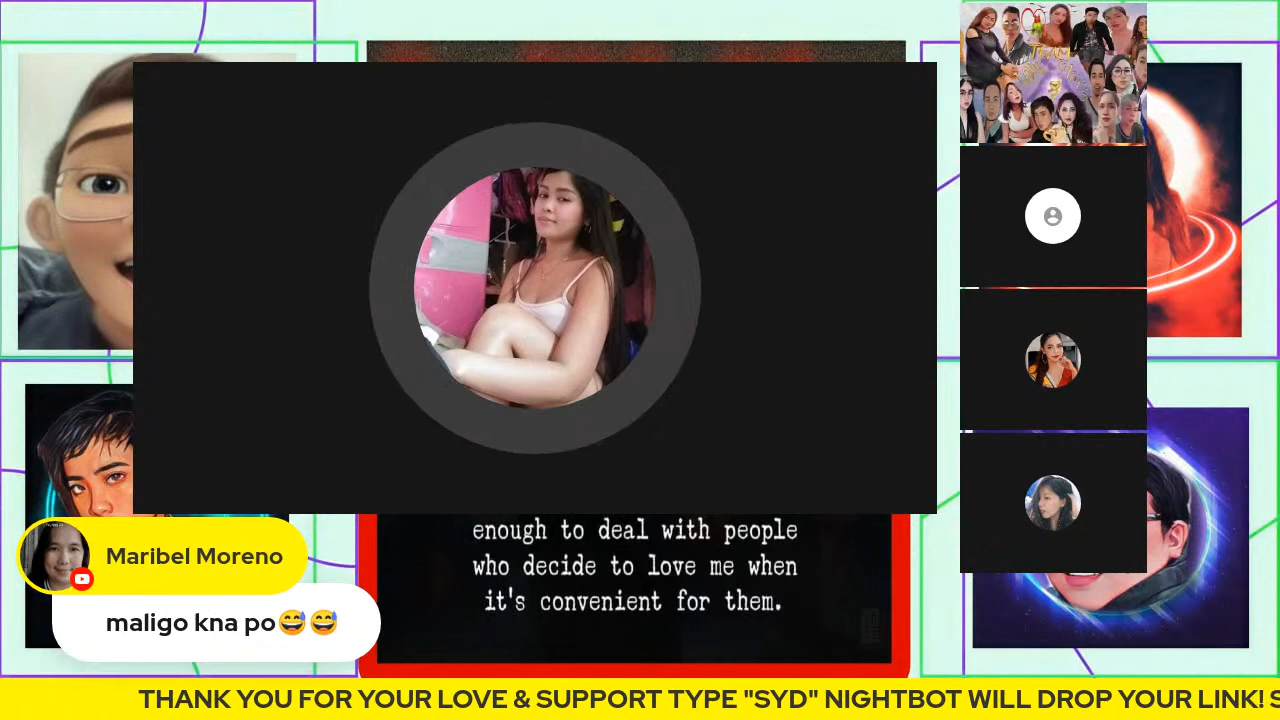 enough to deal with people
who decide to love me when
it's convenient for them.
Maribel Moreno
maligo kna po😅😅
THANK YOU FOR YOUR LOVE & SUPPORT TYPE "SYD" NIGHTBOT WILL DROP YOUR LINK! S